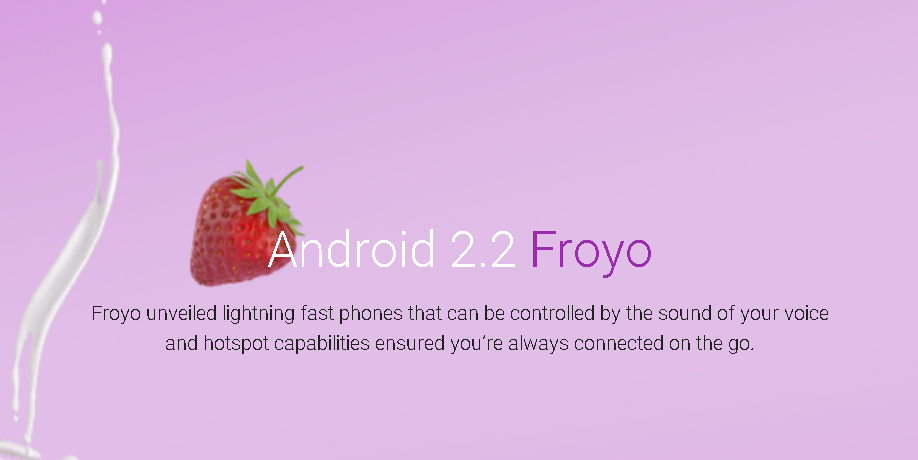 Android 2.2 Froyo
Froyo unveiled lightning fast phones that can be controlled by the sound of your voice
and hotspot capabilities ensured you’re always connected on the go.